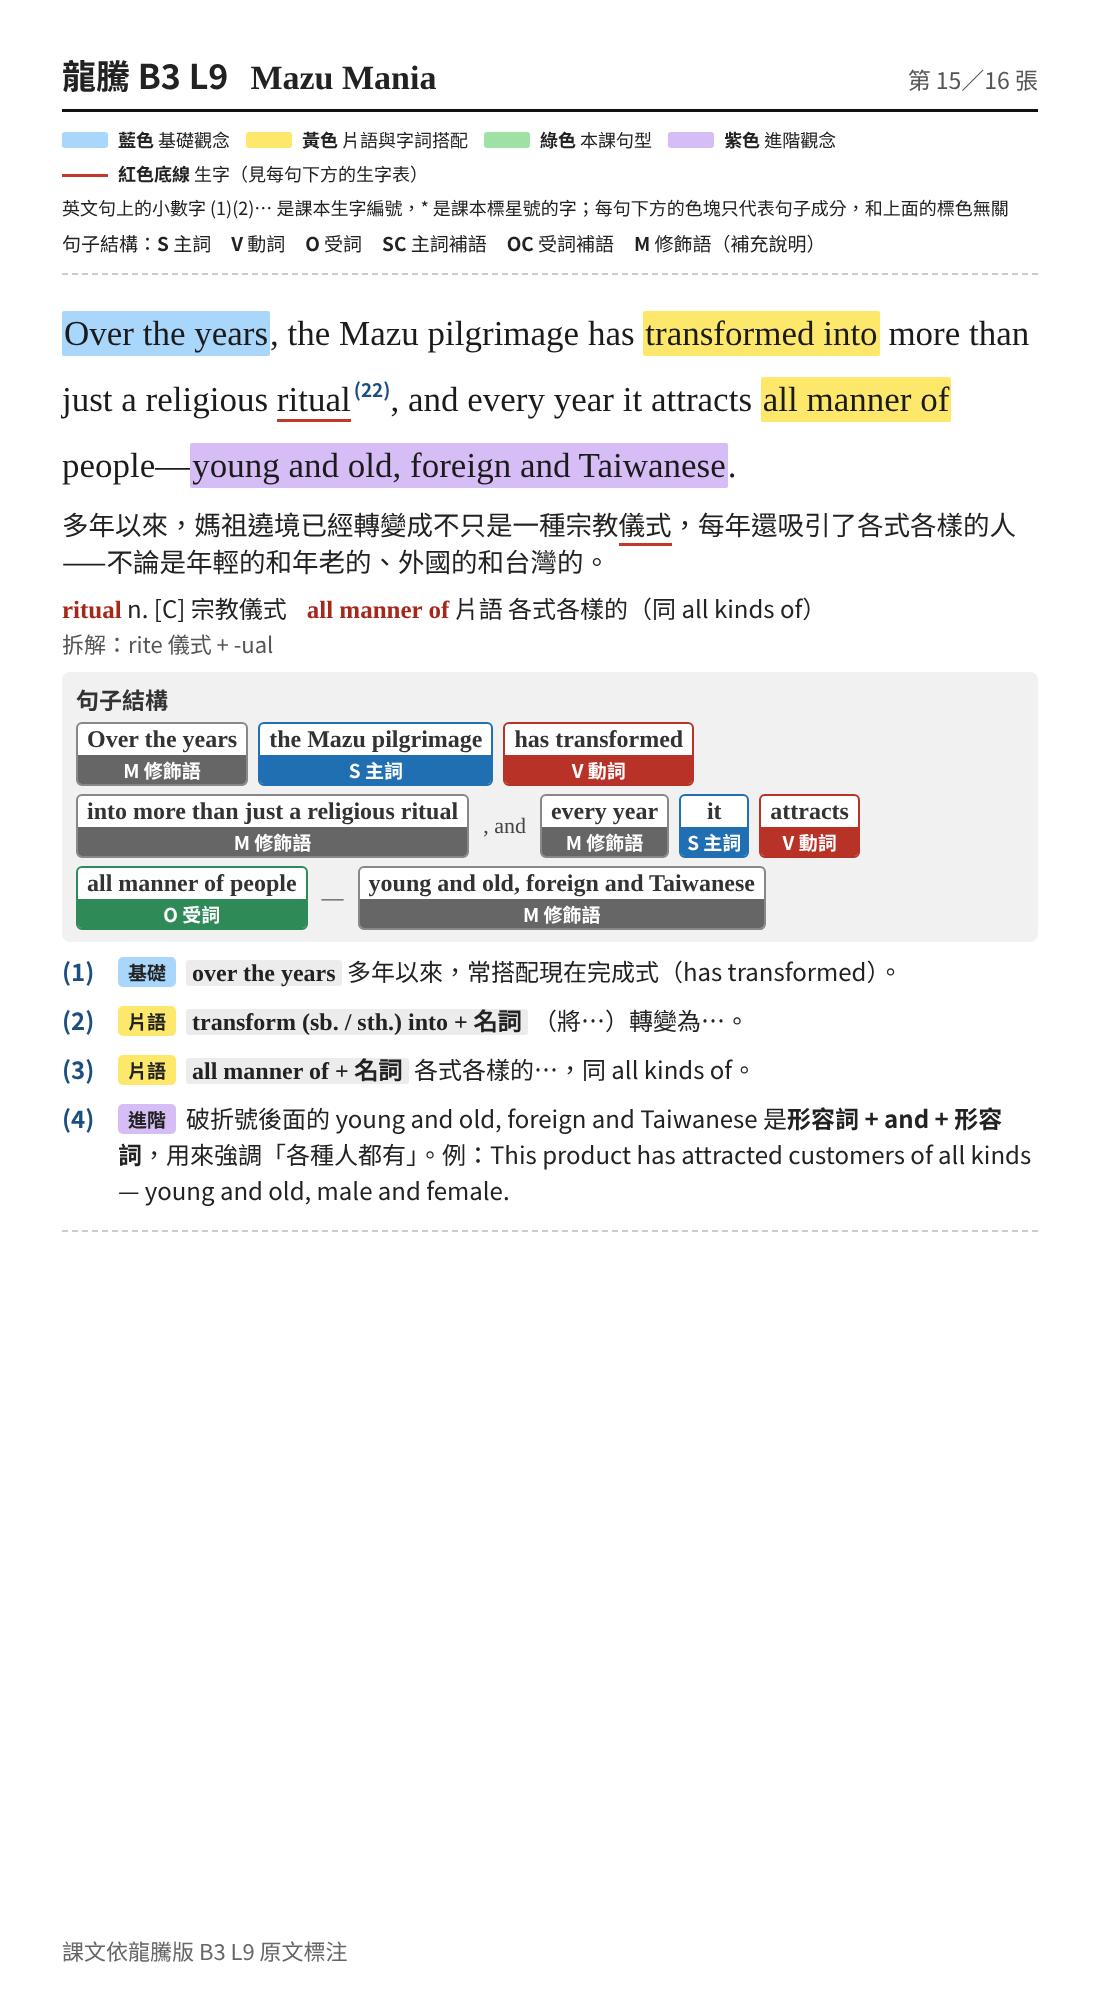 龍騰 B3 L9 Mazu Mania 第 15／16 張
藍色 基礎觀念 黃色 片語與字詞搭配 綠色 本課句型 紫色 進階觀念
紅色底線 生字（見每句下方的生字表）
英文句上的小數字 (1)(2)⋯ 是課本生字編號，* 是課本標星號的字；每句下方的色塊只代表句子成分，和上面的標色無關
句子結構：S 主詞 V 動詞 O 受詞 SC 主詞補語 OC 受詞補語 M 修飾語（補充說明）
Over the years, the Mazu pilgrimage has transformed into more than
just a religious ritual (22), and every year it attracts all manner of
people—young and old, foreign and Taiwanese.
多年以來，媽祖遶境已經轉變成不只是一種宗教儀式，每年還吸引了各式各樣的人
——不論是年輕的和年老的、外國的和台灣的。
ritual n. [C] 宗教儀式 all manner of 片語 各式各樣的（同 all kinds of）
拆解：rite 儀式 + -ual
句子結構
Over the years the Mazu pilgrimage has transformed
M 修飾語 S 主詞 V 動詞
into more than just a religious ritual , and every year it attracts
M 修飾語 M 修飾語 S 主詞 V 動詞
all manner of people — young and old, foreign and Taiwanese
O 受詞 M 修飾語
(1) 基礎 over the years 多年以來，常搭配現在完成式（has transformed）。
(2) 片語 transform (sb. / sth.) into + 名詞 （將⋯）轉變為⋯。
(3) 片語 all manner of + 名詞 各式各樣的⋯，同 all kinds of。
(4) 進階 破折號後面的 young and old, foreign and Taiwanese 是形容詞 + and + 形容
詞，用來強調「各種人都有」。例：This product has attracted customers of all kinds
— young and old, male and female.
課文依龍騰版 B3 L9 原文標注